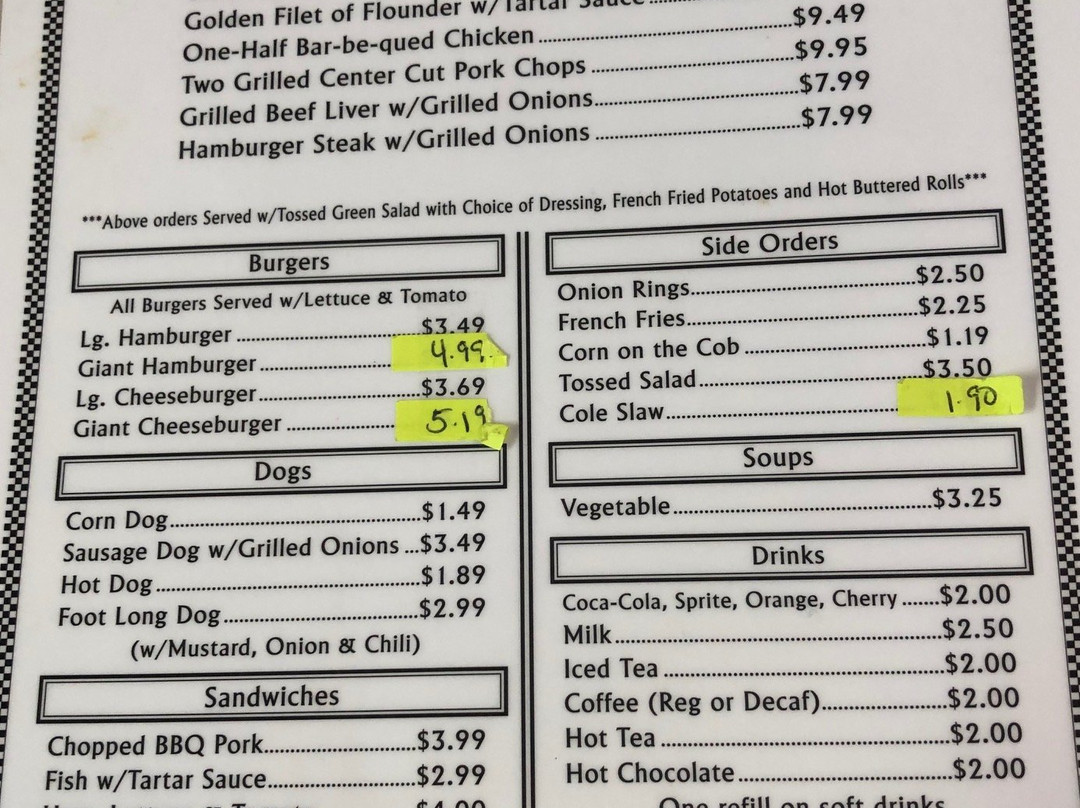 Golden Filet of Flounder w/Tartar Sauce
One-Half Bar-be-qued Chicken ........ $9.49
Two Grilled Center Cut Pork Chops ........ $9.95
Grilled Beef Liver w/Grilled Onions ........ $7.99
Hamburger Steak w/Grilled Onions ........ $7.99
***Above orders Served w/Tossed Green Salad with Choice of Dressing, French Fried Potatoes and Hot Buttered Rolls***
Burgers
All Burgers Served w/Lettuce & Tomato
Lg. Hamburger ........ $3.49
Giant Hamburger ........ 4.99
Lg. Cheeseburger ........ $3.69
Giant Cheeseburger ........ 5.19
Dogs
Corn Dog ........ $1.49
Sausage Dog w/Grilled Onions ... $3.49
Hot Dog ........ $1.89
Foot Long Dog ........ $2.99
(w/Mustard, Onion & Chili)
Sandwiches
Chopped BBQ Pork ........ $3.99
Fish w/Tartar Sauce ........ $2.99
Side Orders
Onion Rings ........ $2.50
French Fries ........ $2.25
Corn on the Cob ........ $1.19
Tossed Salad ........ $3.50
Cole Slaw ........ 1.90
Soups
Vegetable ........ $3.25
Drinks
Coca-Cola, Sprite, Orange, Cherry ....... $2.00
Milk ........ $2.50
Iced Tea ........ $2.00
Coffee (Reg or Decaf) ........ $2.00
Hot Tea ........ $2.00
Hot Chocolate ........ $2.00
One refill on soft drinks